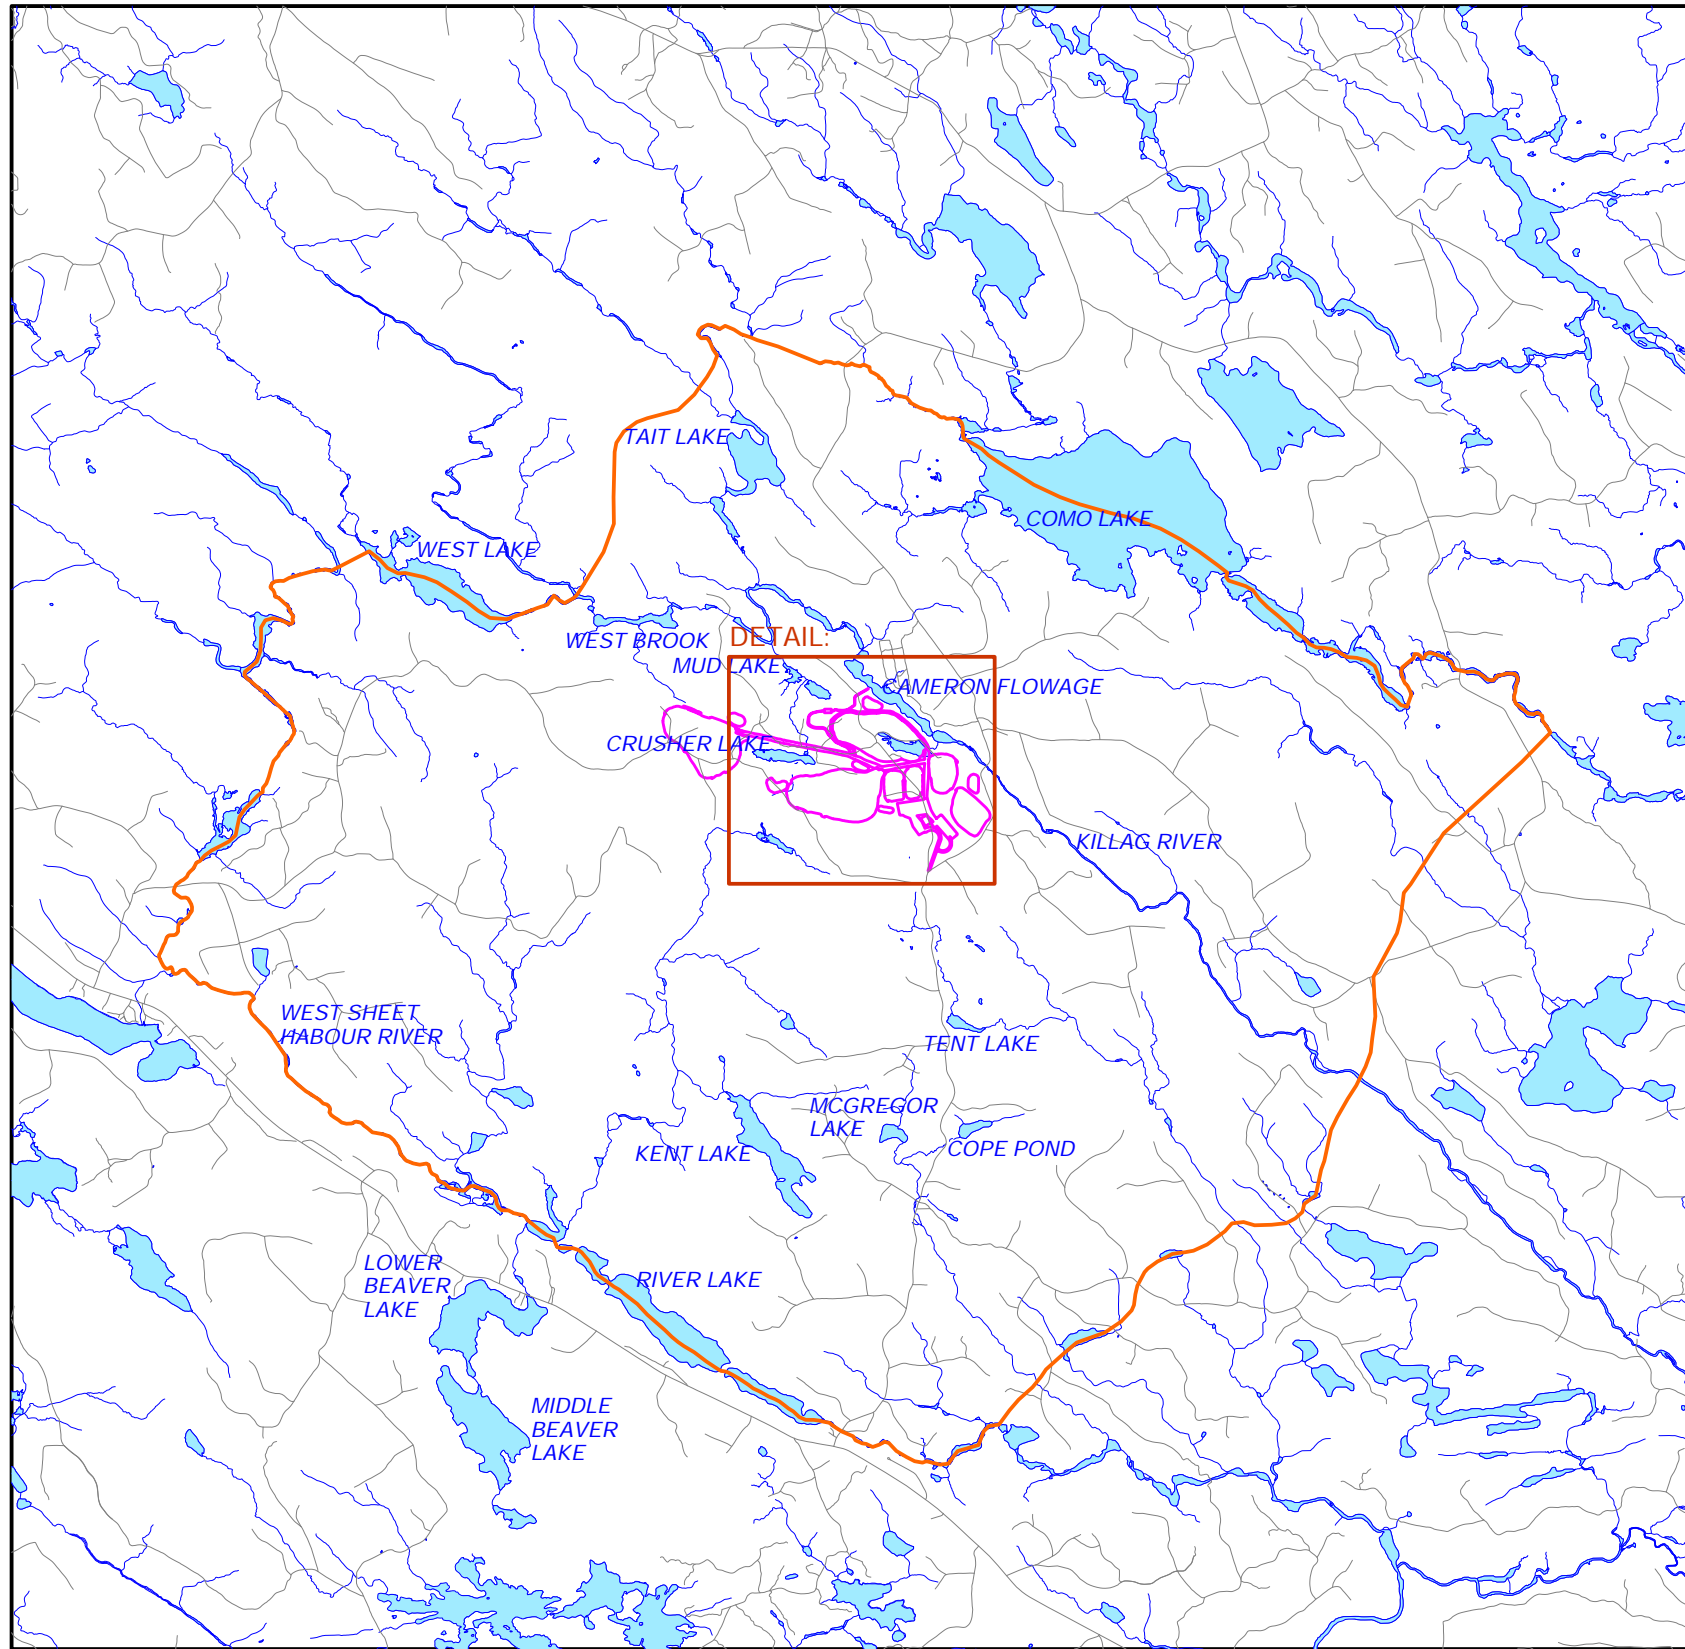 TAIT LAKE
COMO LAKE
WEST LAKE
WEST BROOK
DETAIL:
MUD LAKE
CAMERON FLOWAGE
CRUSHER LAKE
KILLAG RIVER
WEST SHEET
HABOUR RIVER
TENT LAKE
MCGREGOR
LAKE
KENT LAKE
COPE POND
LOWER
BEAVER
LAKE
RIVER LAKE
MIDDLE
BEAVER
LAKE